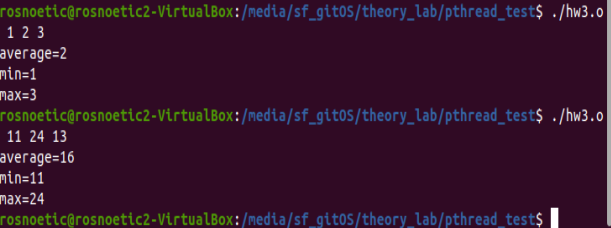 rosnoetic@rosnoetic2-VirtualBox:/media/sf_gitOS/theory_lab/pthread_test$ ./hw3.o
1 2 3
average=2
min=1
max=3
rosnoetic@rosnoetic2-VirtualBox:/media/sf_gitOS/theory_lab/pthread_test$ ./hw3.o
11 24 13
average=16
min=11
max=24
rosnoetic@rosnoetic2-VirtualBox:/media/sf_gitOS/theory_lab/pthread_test$